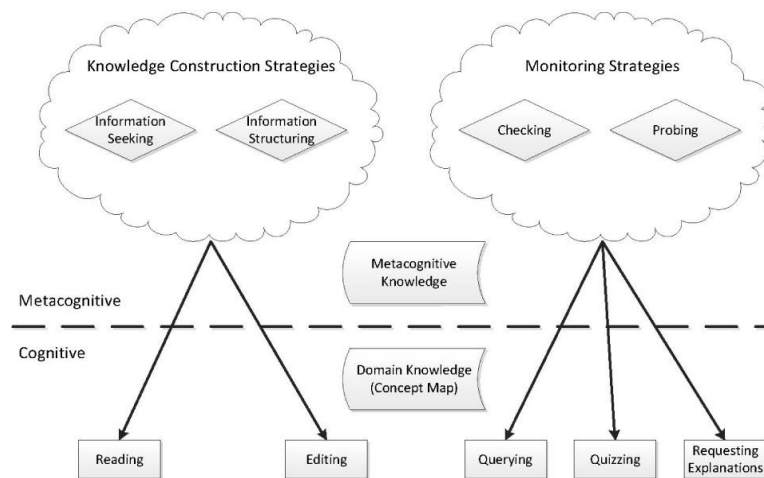 Knowledge Construction Strategies
Monitoring Strategies
Information
Seeking
Information
Structuring
Checking
Probing
Metacognitive
Knowledge
Metacognitive
Cognitive
Domain Knowledge
(Concept Map)
Reading
Editing
Querying
Quizzing
Requesting
Explanations